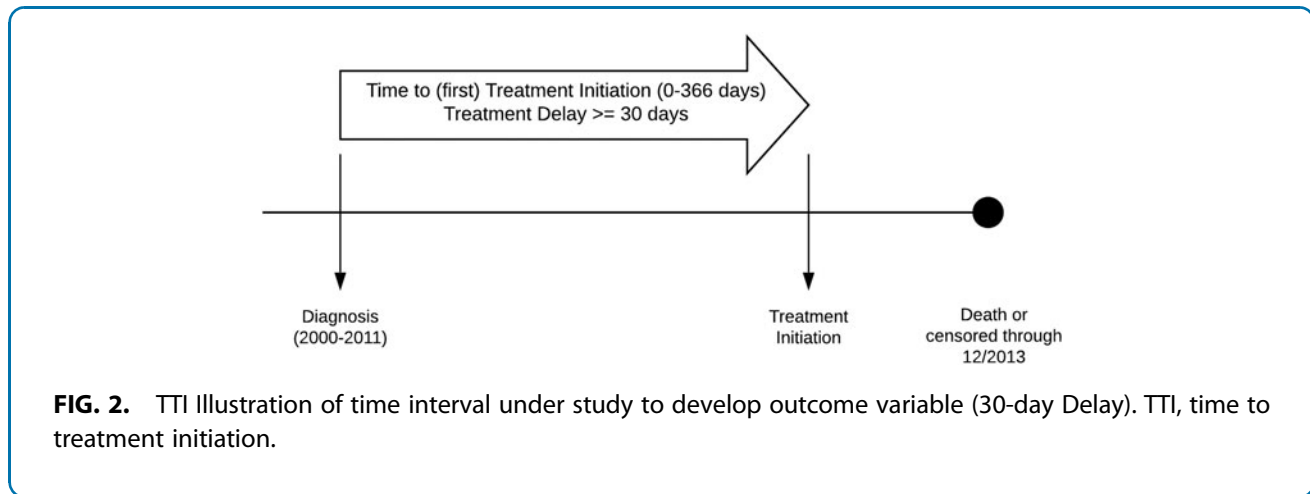 Time to (first) Treatment Initiation (0-366 days)
Treatment Delay >= 30 days
Diagnosis
(2000-2011)
Treatment
Initiation
Death or
censored through
12/2013
FIG. 2. TTI Illustration of time interval under study to develop outcome variable (30-day Delay). TTI, time to
treatment initiation.